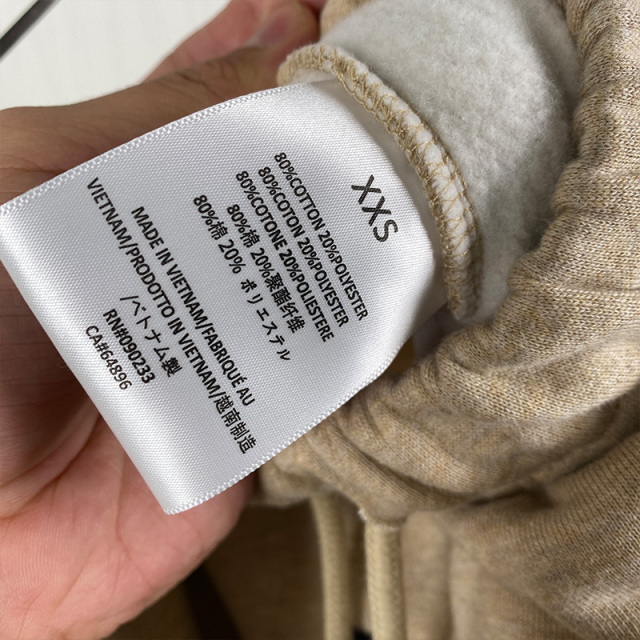 XXS
80%COTTON 20%POLYESTER
80%COTON 20%POLYESTER
80%COTONE 20%POLIESTERE
80%棉 20%聚酯纤维
80%綿 20% ポリエステル
MADE IN VIETNAM/FABRIQUÉ AU
VIETNAM/PRODOTTO IN VIETNAM/越南制造
/ベトナム製
RN#090233
CA#64896